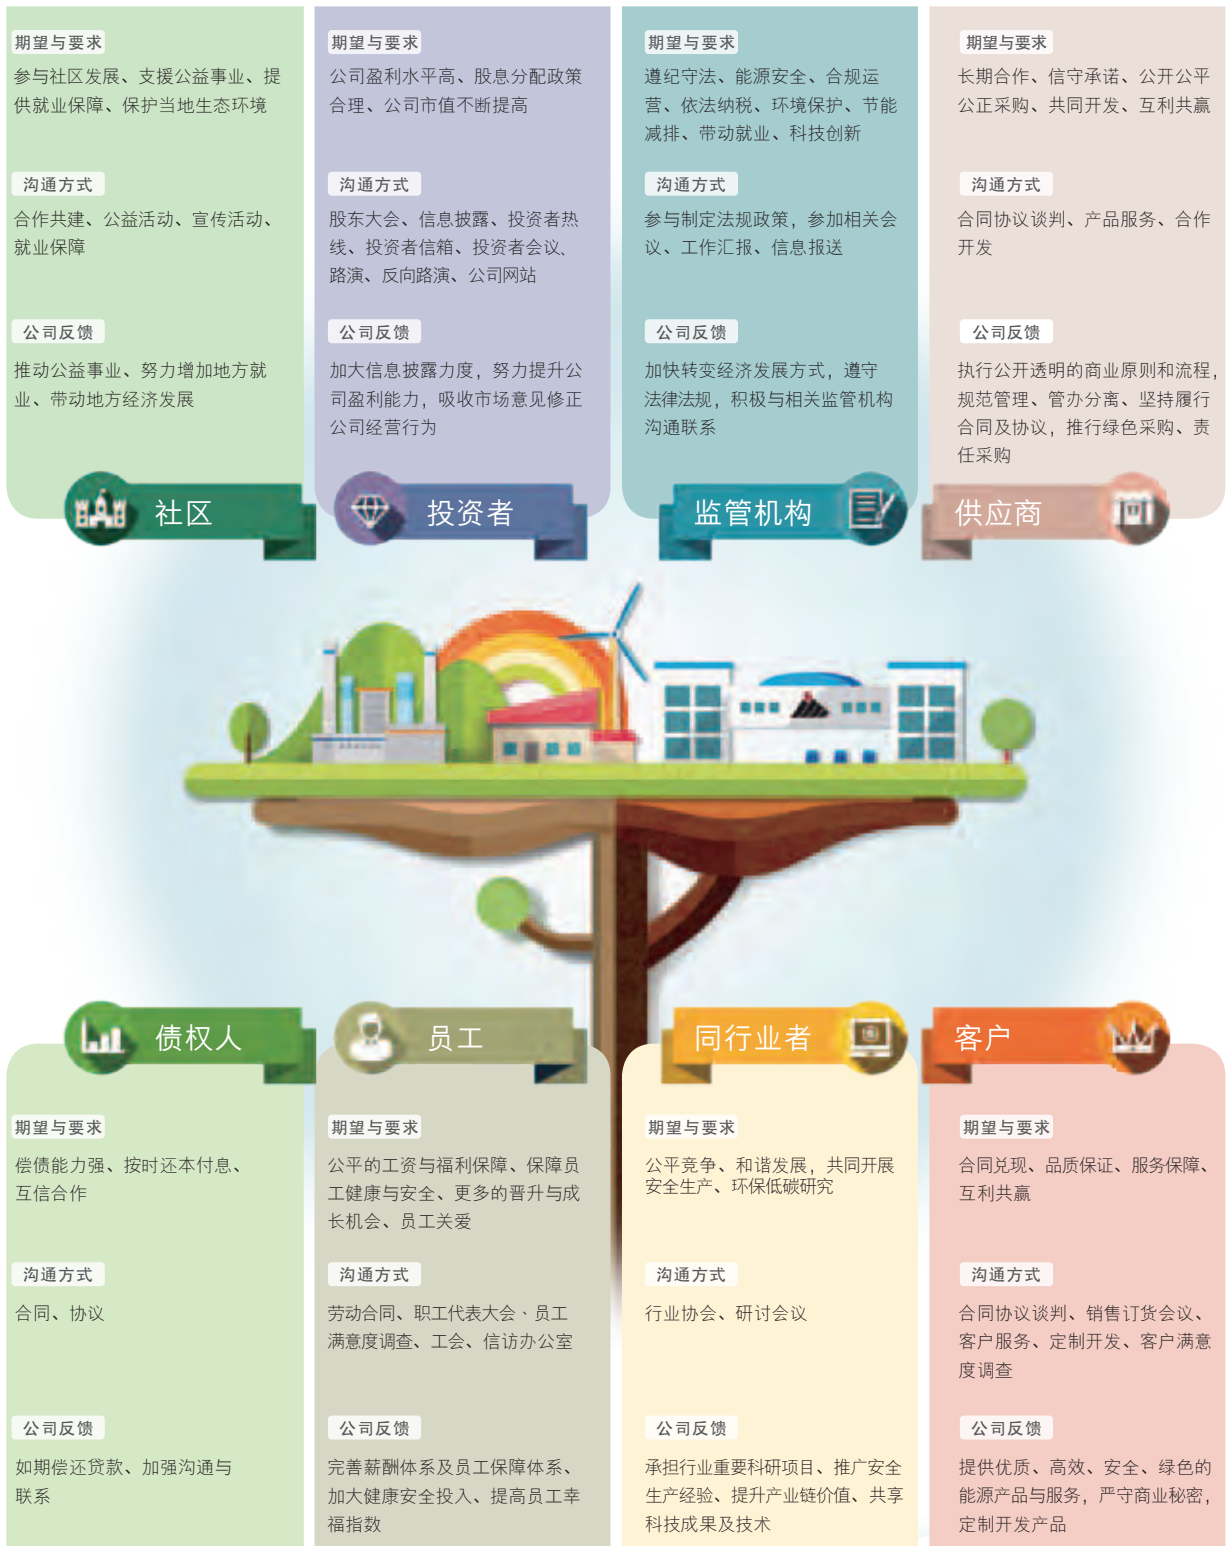 期望与要求
参与社区发展、支援公益事业、提
供就业保障、保护当地生态环境
沟通方式
合作共建、公益活动、宣传活动、
就业保障
公司反馈
推动公益事业、努力增加地方就
业、带动地方经济发展
社区
期望与要求
公司盈利水平高、股息分配政策
合理、公司市值不断提高
沟通方式
股东大会、信息披露、投资者热
线、投资者信箱、投资者会议、
路演、反向路演、公司网站
公司反馈
加大信息披露力度，努力提升公
司盈利能力，吸收市场意见修正
公司经营行为
投资者
期望与要求
遵纪守法、能源安全、合规运
营、依法纳税、环境保护、节能
减排、带动就业、科技创新
沟通方式
参与制定法规政策，参加相关会
议、工作汇报、信息报送
公司反馈
加快转变经济发展方式，遵守
法律法规，积极与相关监管机构
沟通联系
监管机构
期望与要求
长期合作、信守承诺、公开公平
公正采购、共同开发、互利共赢
沟通方式
合同协议谈判、产品服务、合作
开发
公司反馈
执行公开透明的商业原则和流程，
规范管理、管办分离、坚持履行
合同及协议，推行绿色采购、责
任采购
供应商
债权人
期望与要求
偿债能力强、按时还本付息、
互信合作
沟通方式
合同、协议
公司反馈
如期偿还贷款、加强沟通与
联系
员工
期望与要求
公平的工资与福利保障、保障员
工健康与安全、更多的晋升与成
长机会、员工关爱
沟通方式
劳动合同、职工代表大会、员工
满意度调查、工会、信访办公室
公司反馈
完善薪酬体系及员工保障体系、
加大健康安全投入、提高员工幸
福指数
同行业者
期望与要求
公平竞争、和谐发展，共同开展
安全生产、环保低碳研究
沟通方式
行业协会、研讨会议
公司反馈
承担行业重要科研项目、推广安全
生产经验、提升产业链价值、共享
科技成果及技术
客户
期望与要求
合同兑现、品质保证、服务保障、
互利共赢
沟通方式
合同协议谈判、销售订货会议、
客户服务、定制开发、客户满意
度调查
公司反馈
提供优质、高效、安全、绿色的
能源产品与服务，严守商业秘密，
定制开发产品